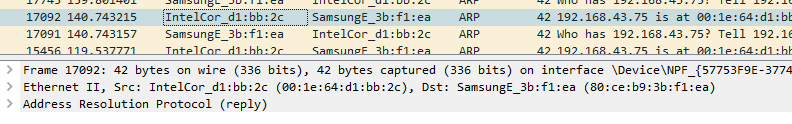 17745 159.801401 SamsungE_3b:f1:ea IntelCor_d1:bb:2c ARP 42 Who has 192.168.43.75? Tell 192
17092 140.743215 IntelCor_d1:bb:2c SamsungE_3b:f1:ea ARP 42 192.168.43.75 is at 00:1e:64:d1:bb
17091 140.743157 SamsungE_3b:f1:ea IntelCor_d1:bb:2c ARP 42 Who has 192.168.43.75? Tell 192.
15456 119.537771 IntelCor_d1:bb:2c SamsungE_3b:f1:ea ARP 42 192.168.43.75 is at 00:1e:64:d1:bb
Frame 17092: 42 bytes on wire (336 bits), 42 bytes captured (336 bits) on interface \Device\NPF_{57753F9E-3774
Ethernet II, Src: IntelCor_d1:bb:2c (00:1e:64:d1:bb:2c), Dst: SamsungE_3b:f1:ea (80:ce:b9:3b:f1:ea)
Address Resolution Protocol (reply)